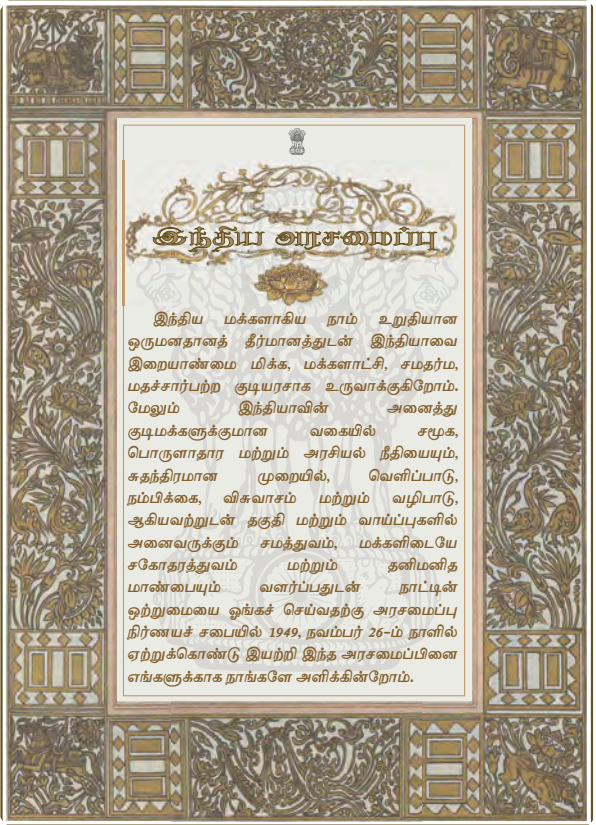 இந்திய அரசமைப்பு
இந்திய மக்களாகிய நாம் உறுதியான
ஒருமனதானத் தீர்மானத்துடன் இந்தியாவை
இறையாண்மை மிக்க, மக்களாட்சி, சமதர்ம,
மதச்சார்பற்ற குடியரசாக உருவாக்குகிறோம்.
மேலும் இந்தியாவின் அனைத்து
குடிமக்களுக்குமான வகையில் சமூக,
பொருளாதார மற்றும் அரசியல் நீதியையும்,
சுதந்திரமான முறையில், வெளிப்பாடு,
நம்பிக்கை, விசுவாசம் மற்றும் வழிபாடு,
ஆகியவற்றுடன் தகுதி மற்றும் வாய்ப்புகளில்
அனைவருக்கும் சமத்துவம், மக்களிடையே
சகோதரத்துவம் மற்றும் தனிமனித
மாண்பையும் வளர்ப்பதுடன் நாட்டின்
ஒற்றுமையை ஓங்கச் செய்வதற்கு அரசமைப்பு
நிர்ணயச் சபையில் 1949, நவம்பர் 26-ம் நாளில்
ஏற்றுக்கொண்டு இயற்றி இந்த அரசமைப்பினை
எங்களுக்காக நாங்களே அளிக்கின்றோம்.